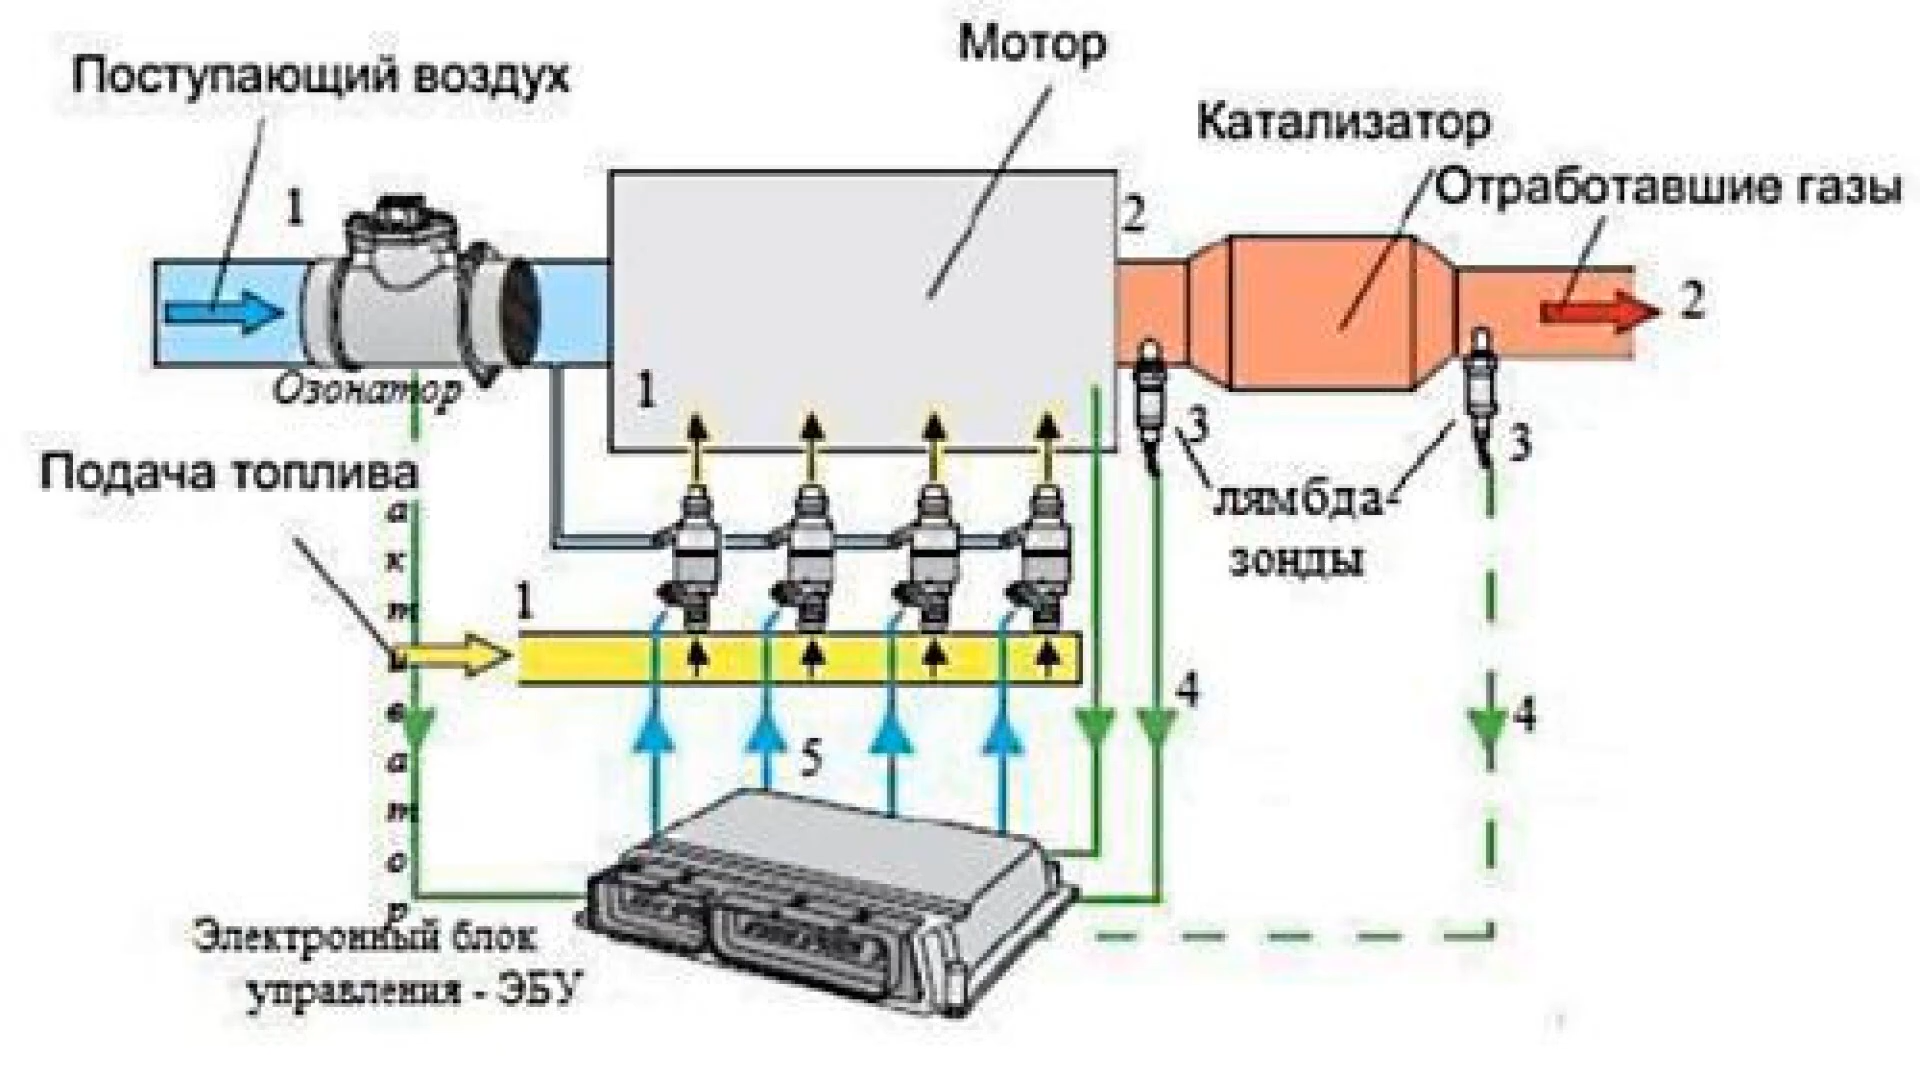 Мотор
Поступающий воздух
Катализатор
Отработавшие газы
1
2
2
Озонатор
1
3
3
Подача топлива
лямбда-
зонды
активатор
1
4
4
5
Электронный блок
управления - ЭБУ